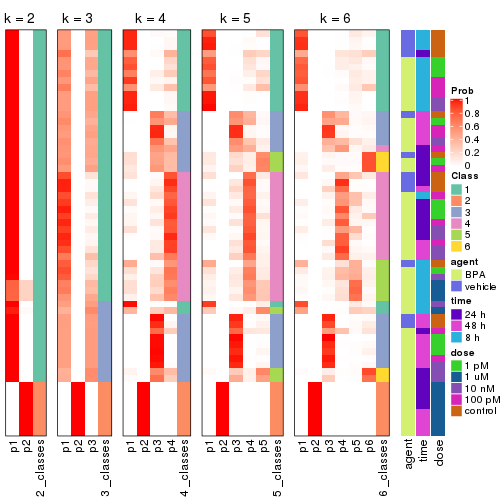 k = 2
k = 3
k = 4
k = 5
k = 6
p1
p2
2_classes
p1
p2
p3
3_classes
p1
p2
p3
p4
4_classes
p1
p2
p3
p4
p5
5_classes
p1
p2
p3
p4
p5
p6
6_classes
agent
time
dose
Prob
1
0.8
0.6
0.4
0.2
0
Class
1
2
3
4
5
6
agent
BPA
vehicle
time
24 h
48 h
8 h
dose
1 pM
1 uM
10 nM
100 pM
control